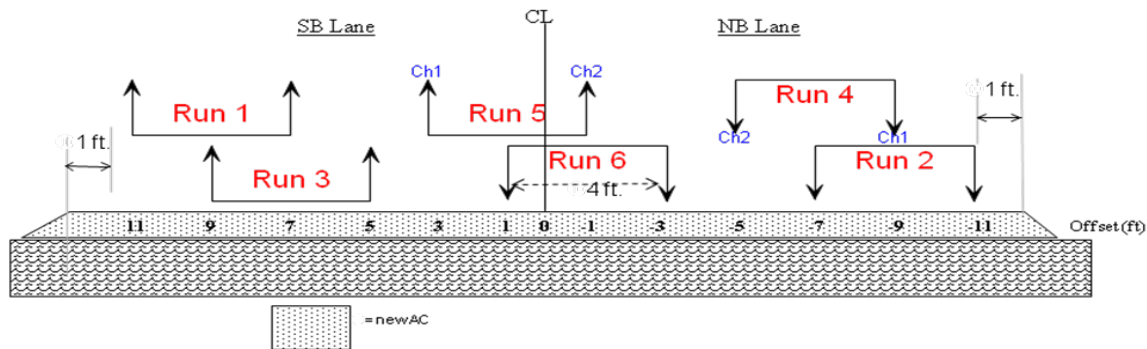 CL
SB Lane
NB Lane
Ch1
Ch2
1 ft.
Run 1
Run 5
Run 4
1 ft.
Ch2
Ch1
Run 3
Run 6
Run 2
4 ft.
11 9 7 5 3 1 0 -1 -3 -5 -7 -9 -11 Offset (ft)
= new AC